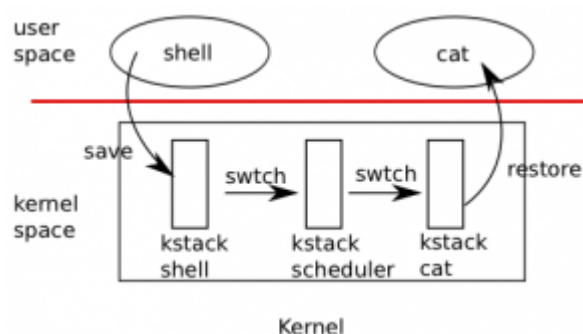 user
space
shell
cat
save
swtch
swtch
restore
kernel
space
kstack
shell
kstack
scheduler
kstack
cat
Kernel